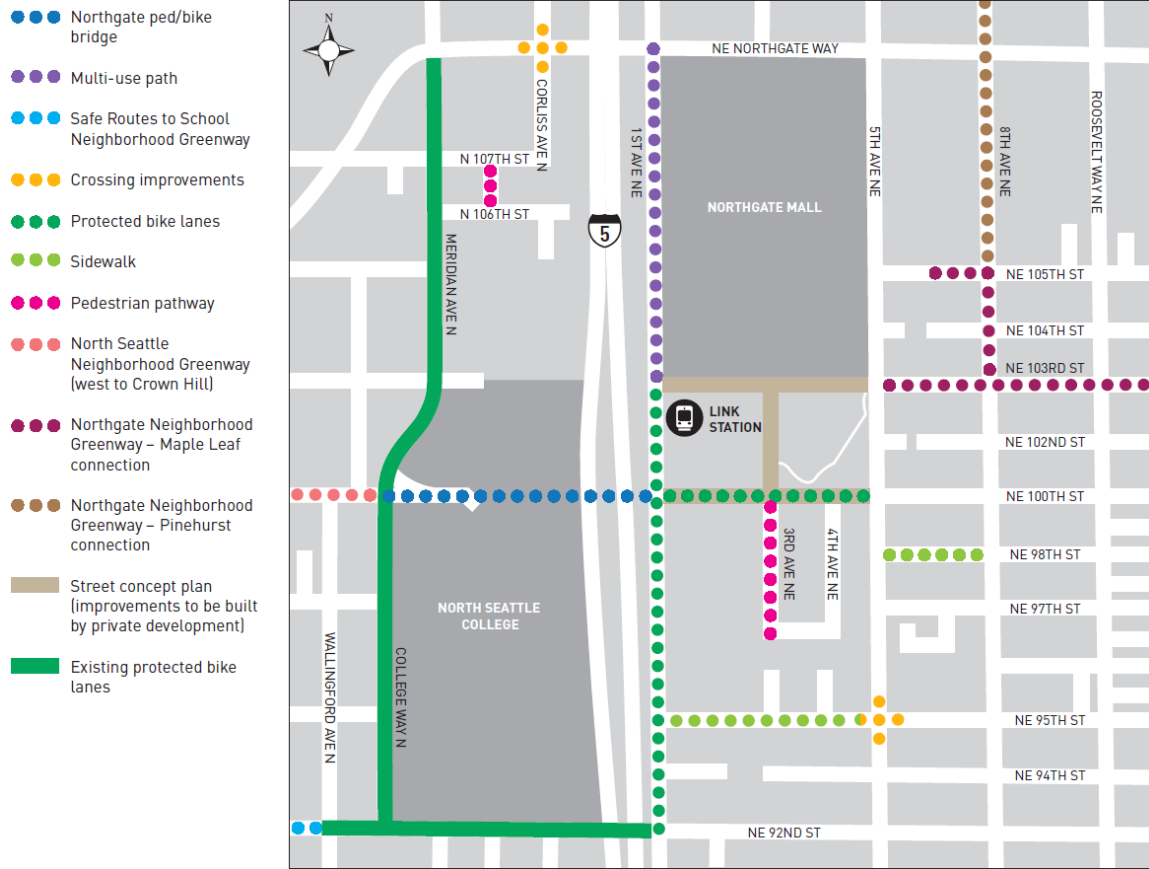 Northgate ped/bike
bridge
Multi-use path
Safe Routes to School
Neighborhood Greenway
Crossing improvements
Protected bike lanes
Sidewalk
Pedestrian pathway
North Seattle
Neighborhood Greenway
(west to Crown Hill)
Northgate Neighborhood
Greenway – Maple Leaf
connection
Northgate Neighborhood
Greenway – Pinehurst
connection
Street concept plan
(improvements to be built
by private development)
Existing protected bike
lanes
N
NE NORTHGATE WAY
CORLISS AVE N
1ST AVE NE
5TH AVE NE
8TH AVE NE
ROOSEVELT WAY NE
N 107TH ST
N 106TH ST
NORTHGATE MALL
5
MERIDIAN AVE N
NE 105TH ST
NE 104TH ST
NE 103RD ST
LINK
STATION
NE 102ND ST
NE 100TH ST
3RD AVE NE
4TH AVE NE
NE 98TH ST
NE 97TH ST
NORTH SEATTLE
COLLEGE
WALLINGFORD AVE N
COLLEGE WAY N
NE 95TH ST
NE 94TH ST
NE 92ND ST